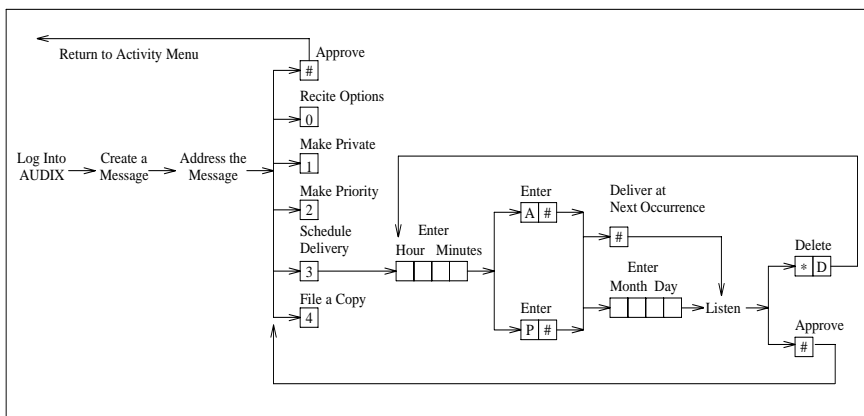 Return to Activity Menu
Approve
#
Recite Options
0
Make Private
1
Log Into
AUDIX
Create a
Message
Address the
Message
Make Priority
2
Schedule
Delivery
3
File a Copy
4
Enter
Hour Minutes
Enter
A #
Enter
P #
Deliver at
Next Occurrence
#
Enter
Month Day
Listen
Delete
* D
Approve
#